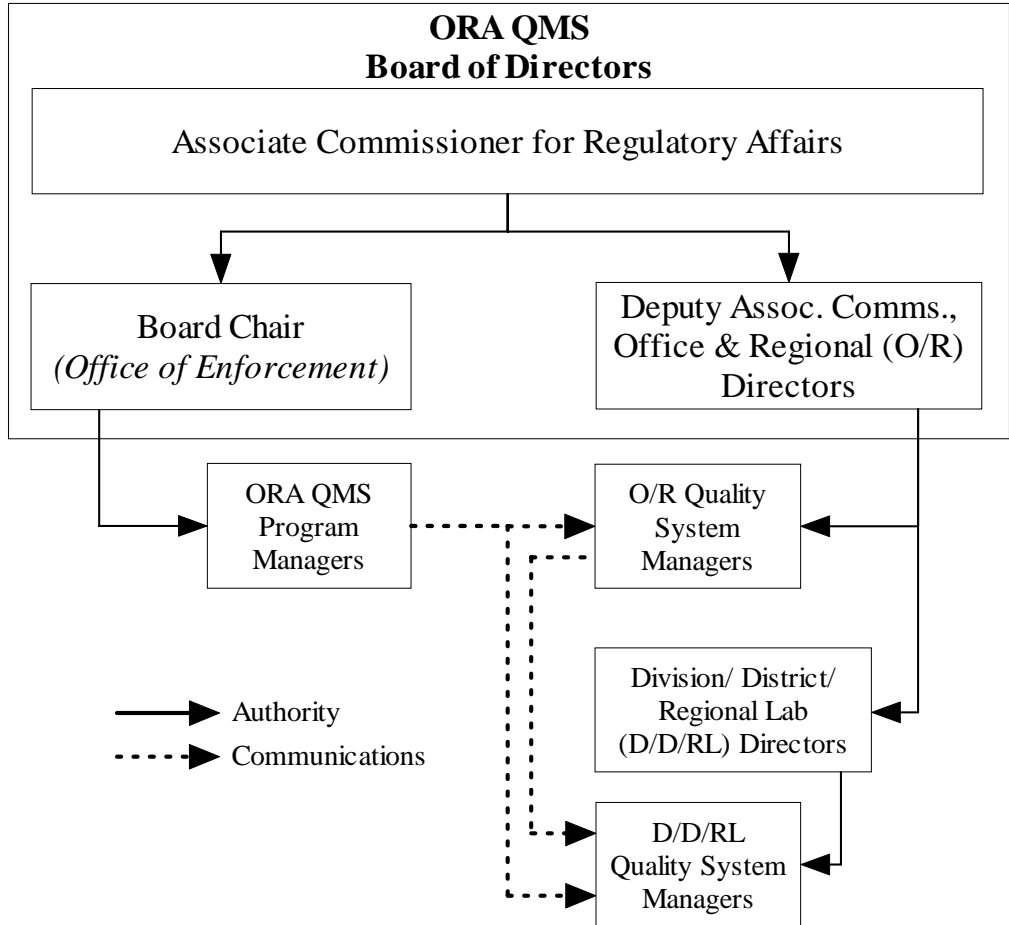 ORA QMS
Board of Directors
Associate Commissioner for Regulatory Affairs
Board Chair
(Office of Enforcement)
Deputy Assoc. Comms.,
Office & Regional (O/R)
Directors
ORA QMS
Program
Managers
O/R Quality
System
Managers
Division/ District/
Regional Lab
(D/D/RL) Directors
Authority
Communications
D/D/RL
Quality System
Managers